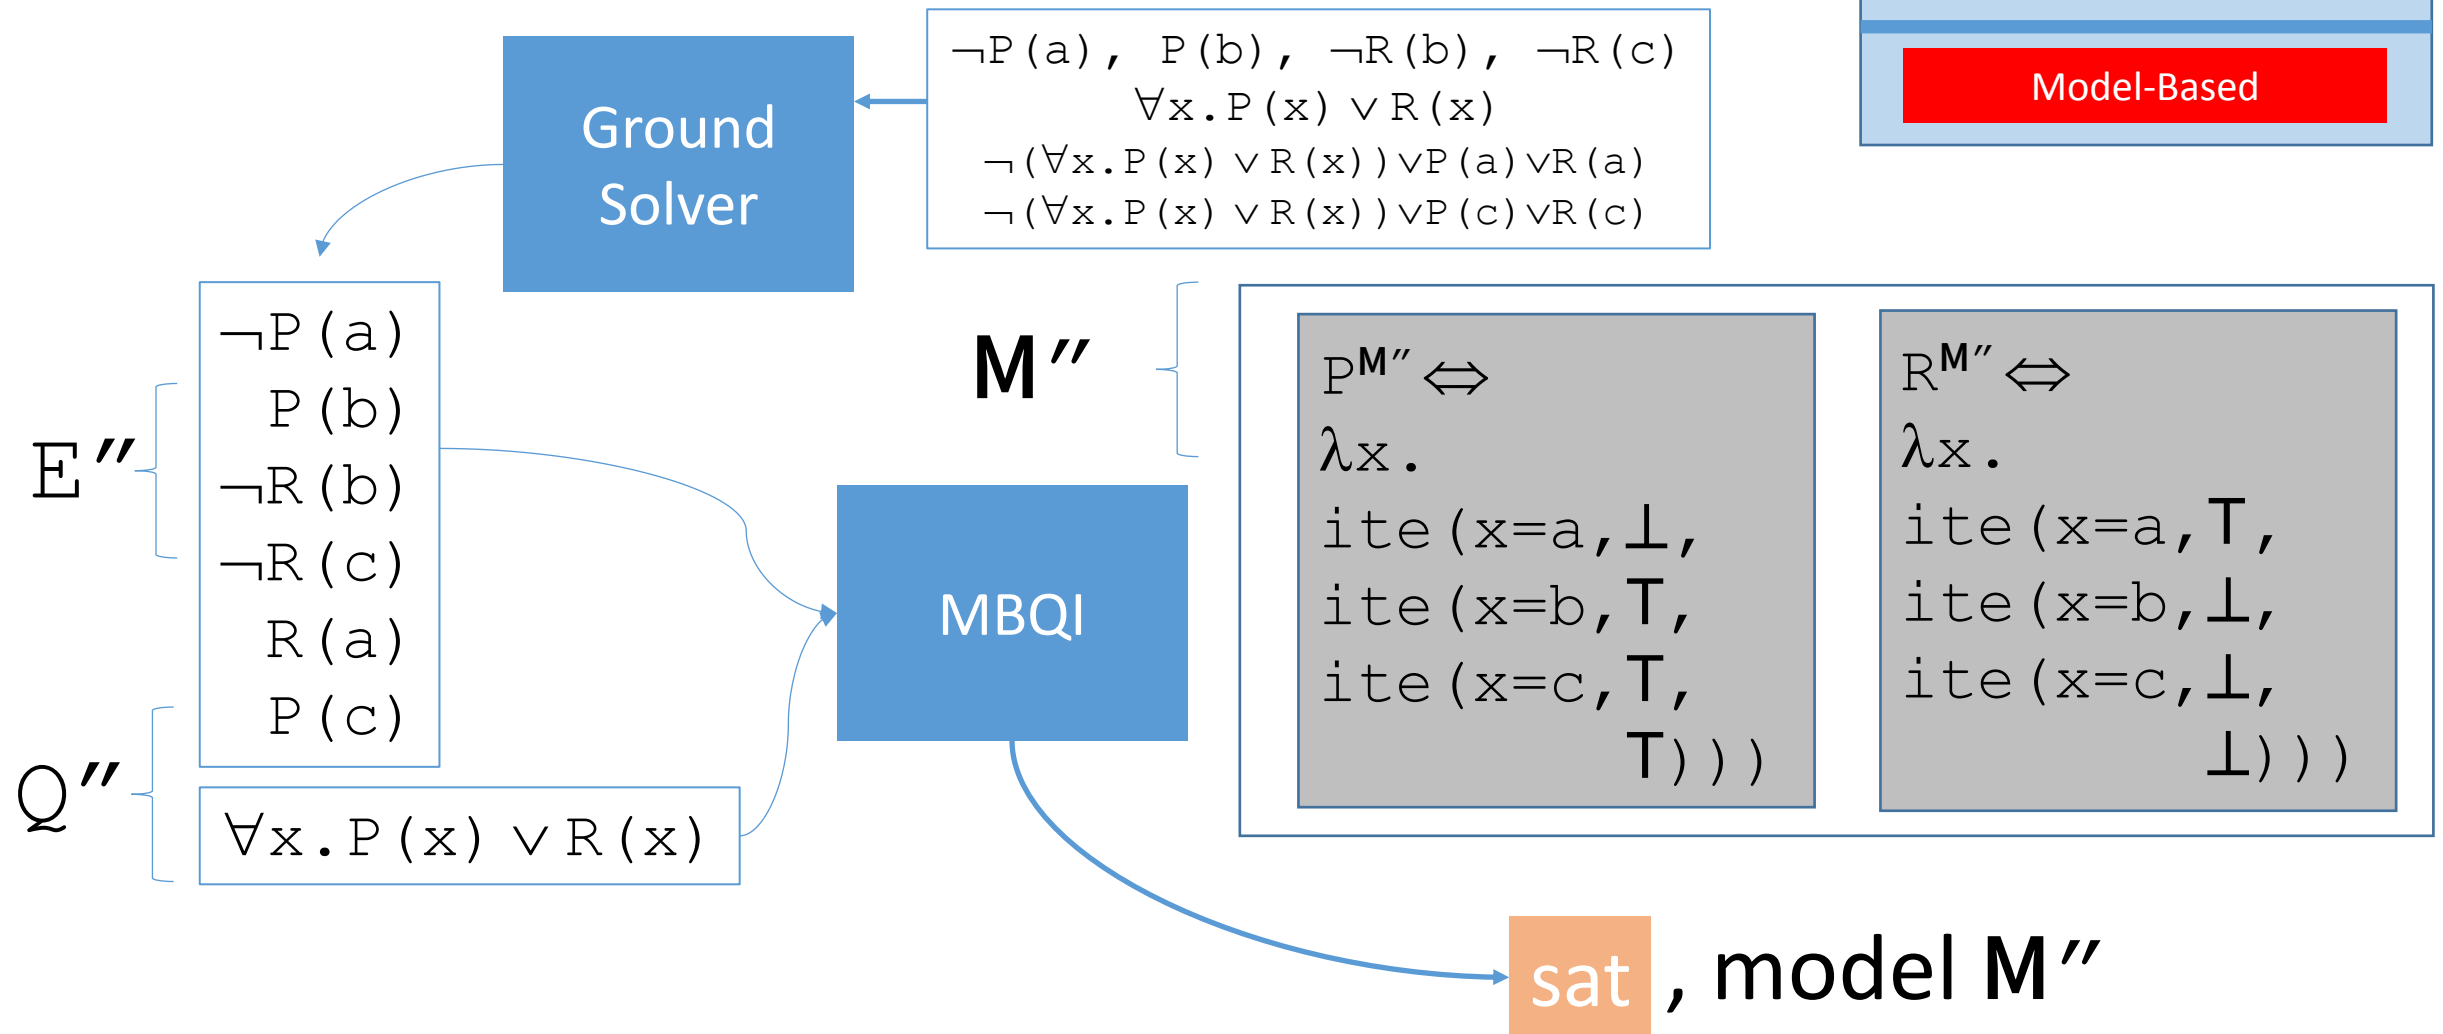 ¬P(a), P(b), ¬R(b), ¬R(c)
∀x.P(x)∨R(x)
¬(∀x.P(x)∨R(x))∨P(a)∨R(a)
¬(∀x.P(x)∨R(x))∨P(c)∨R(c)
Model-Based
Ground
Solver
E″
¬P(a)
P(b)
¬R(b)
¬R(c)
R(a)
P(c)
Q″
∀x.P(x)∨R(x)
MBQI
M″
P^M″⇔
λx.
ite(x=a,⊥,
ite(x=b,⊤,
ite(x=c,⊤,
⊤)))
R^M″⇔
λx.
ite(x=a,⊤,
ite(x=b,⊥,
ite(x=c,⊥,
⊥)))
sat, model M″